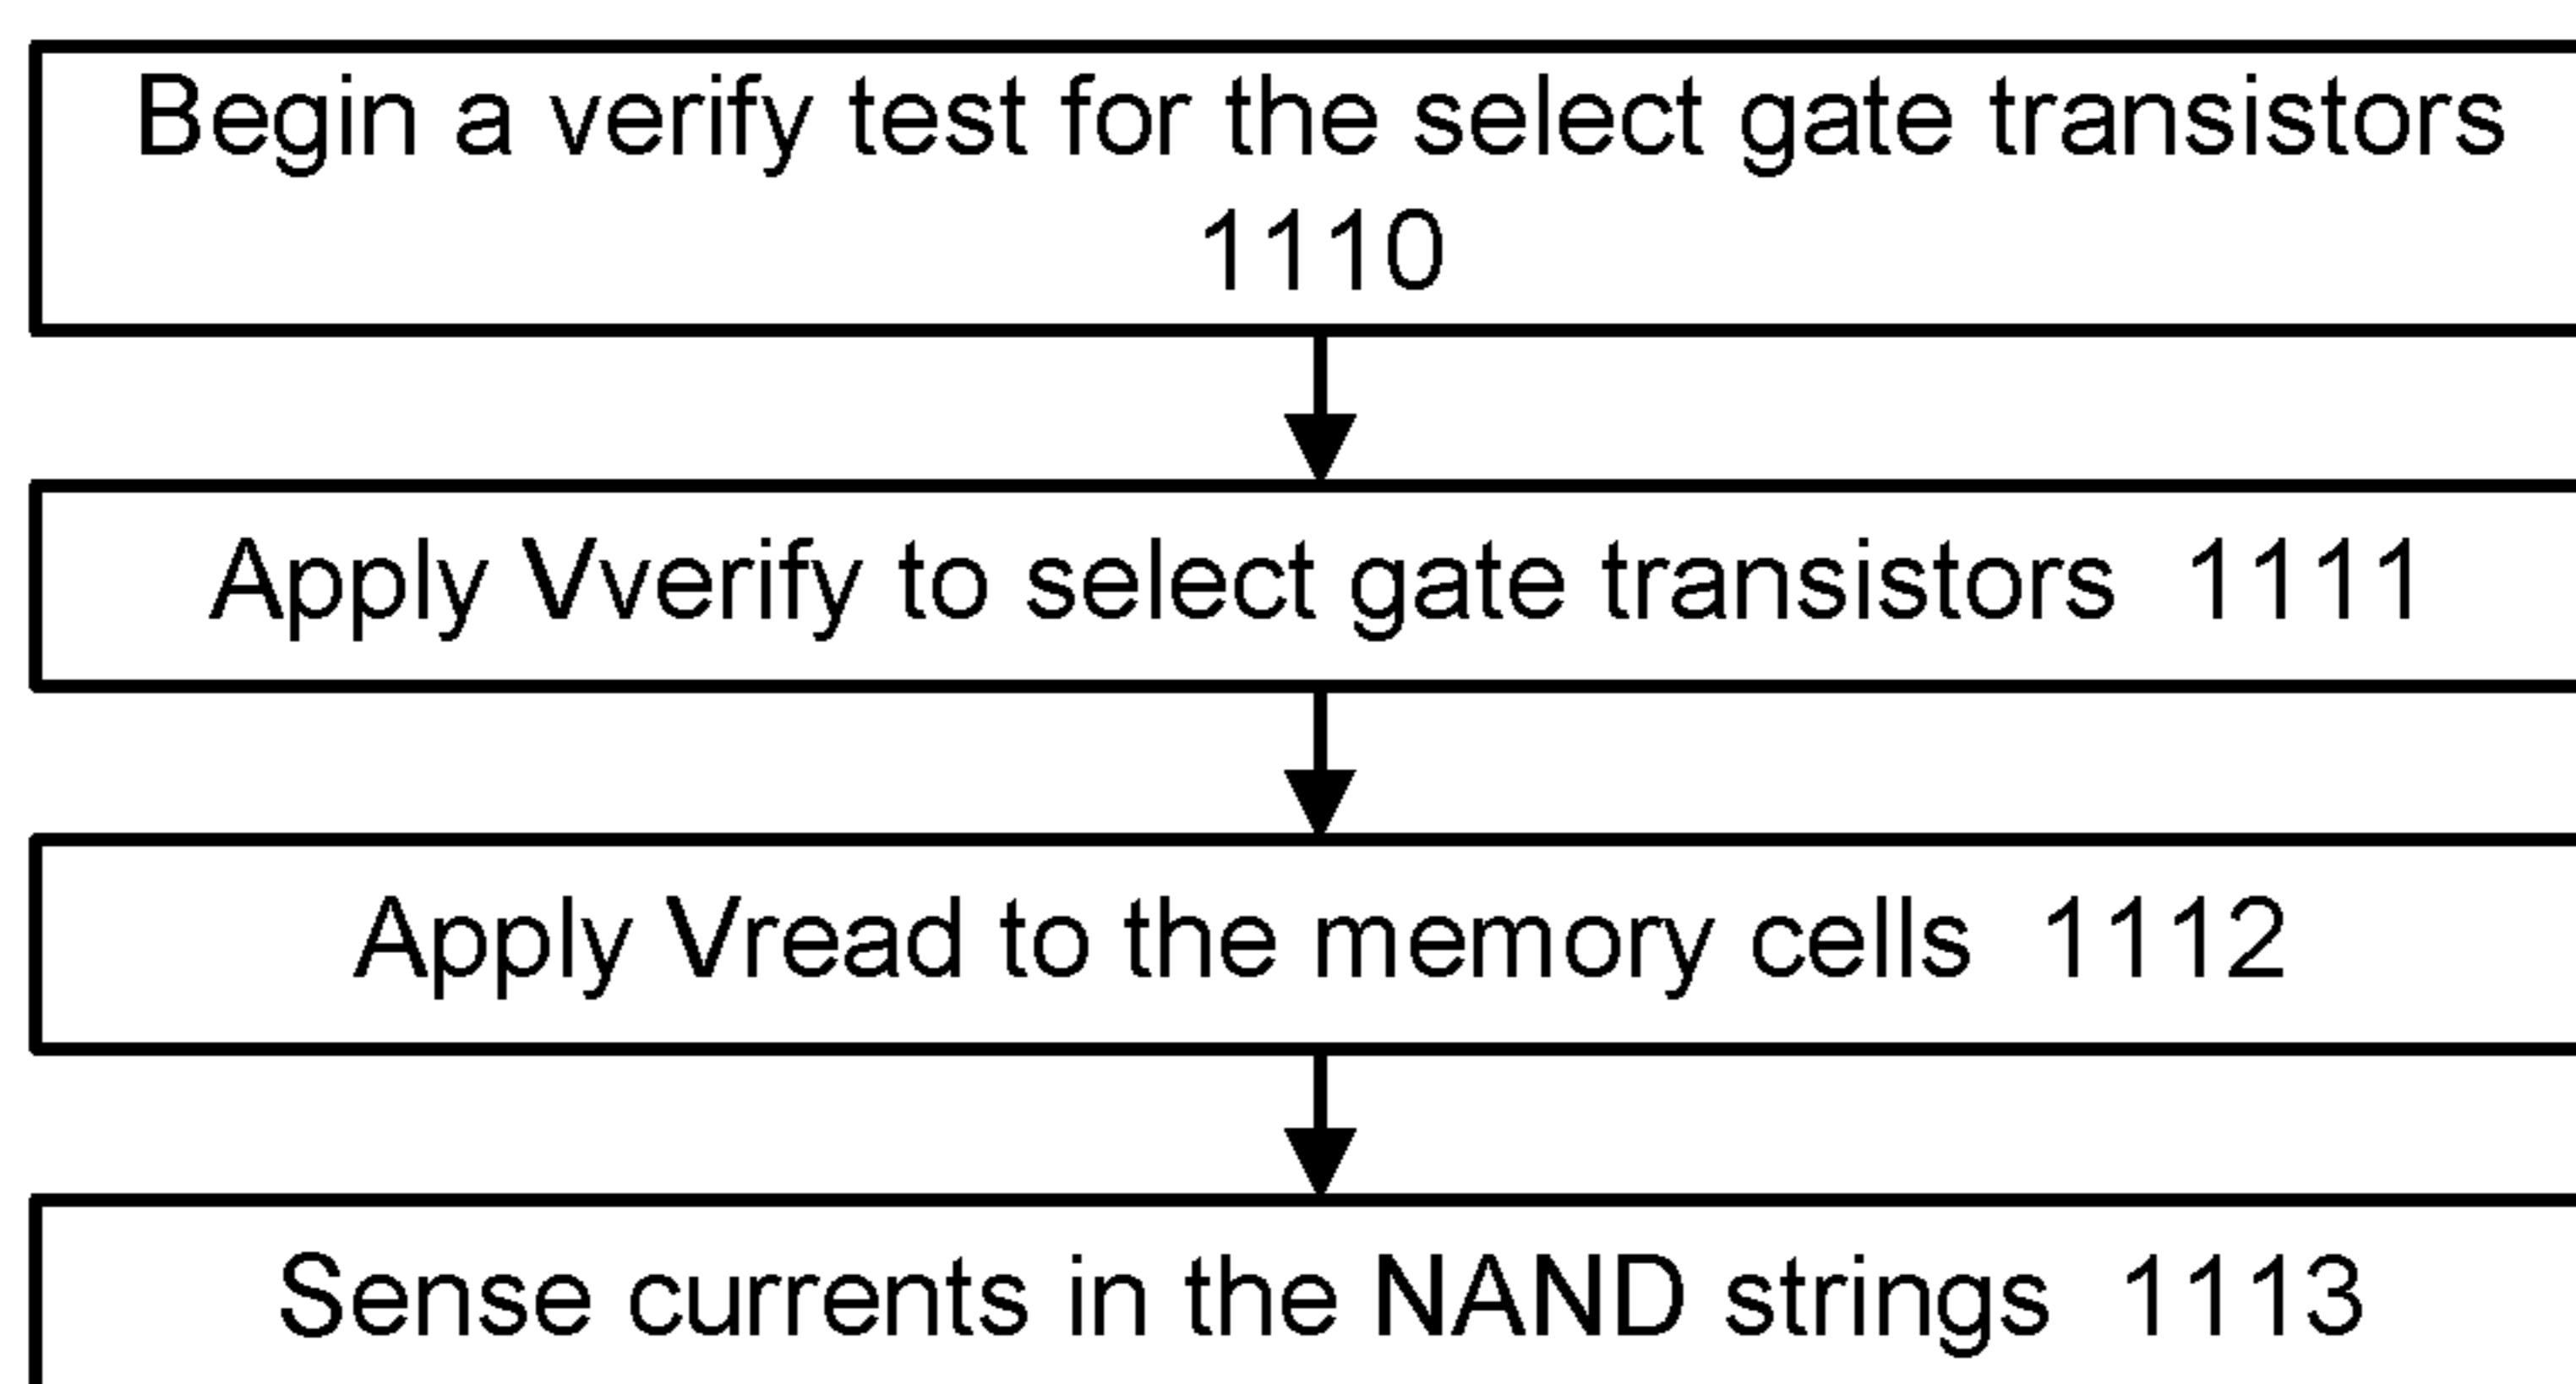 Begin a verify test for the select gate transistors
1110
Apply Vverify to select gate transistors 1111
Apply Vread to the memory cells 1112
Sense currents in the NAND strings 1113